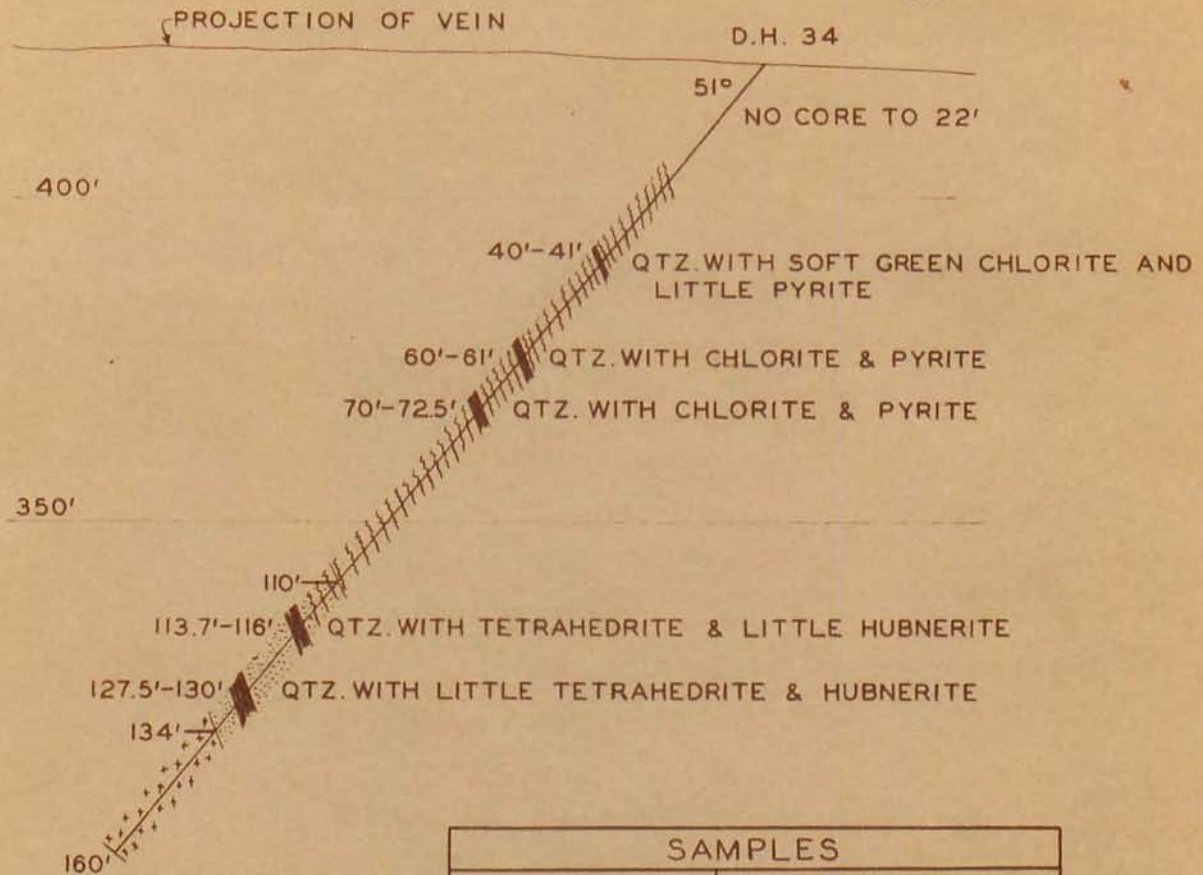 PROJECTION OF VEIN
D.H. 34
51°
NO CORE TO 22'
400'
40'-41'
QTZ. WITH SOFT GREEN CHLORITE AND
LITTLE PYRITE
60'-61'
QTZ. WITH CHLORITE & PYRITE
70'-72.5'
QTZ. WITH CHLORITE & PYRITE
350'
110'
113.7'-116'
QTZ. WITH TETRAHEDRITE & LITTLE HUBNERITE
127.5'-130'
QTZ. WITH LITTLE TETRAHEDRITE & HUBNERITE
134'
160'
SAMPLES